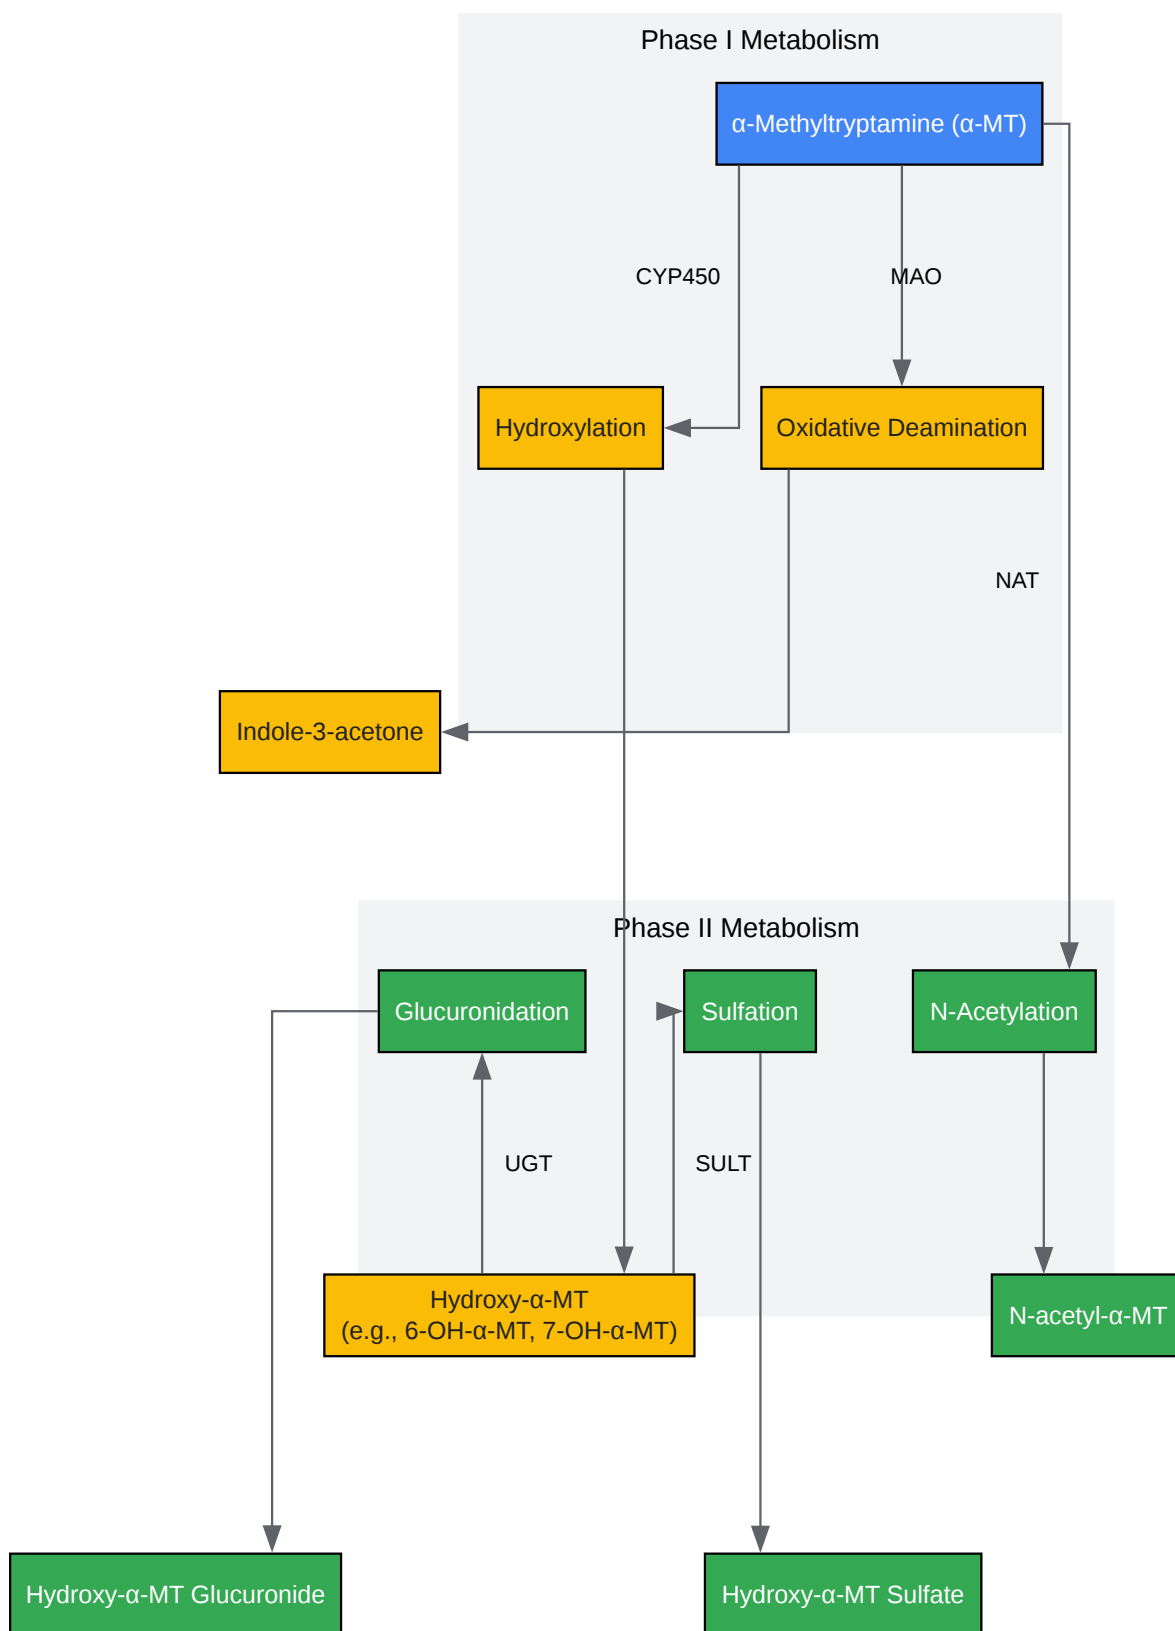 Phase I Metabolism
α-Methyltryptamine (α-MT)
CYP450
MAO
Hydroxylation
Oxidative Deamination
NAT
Indole-3-acetone
Phase II Metabolism
Glucuronidation
Sulfation
N-Acetylation
UGT
SULT
Hydroxy-α-MT
(e.g., 6-OH-α-MT, 7-OH-α-MT)
N-acetyl-α-MT
Hydroxy-α-MT Glucuronide
Hydroxy-α-MT Sulfate